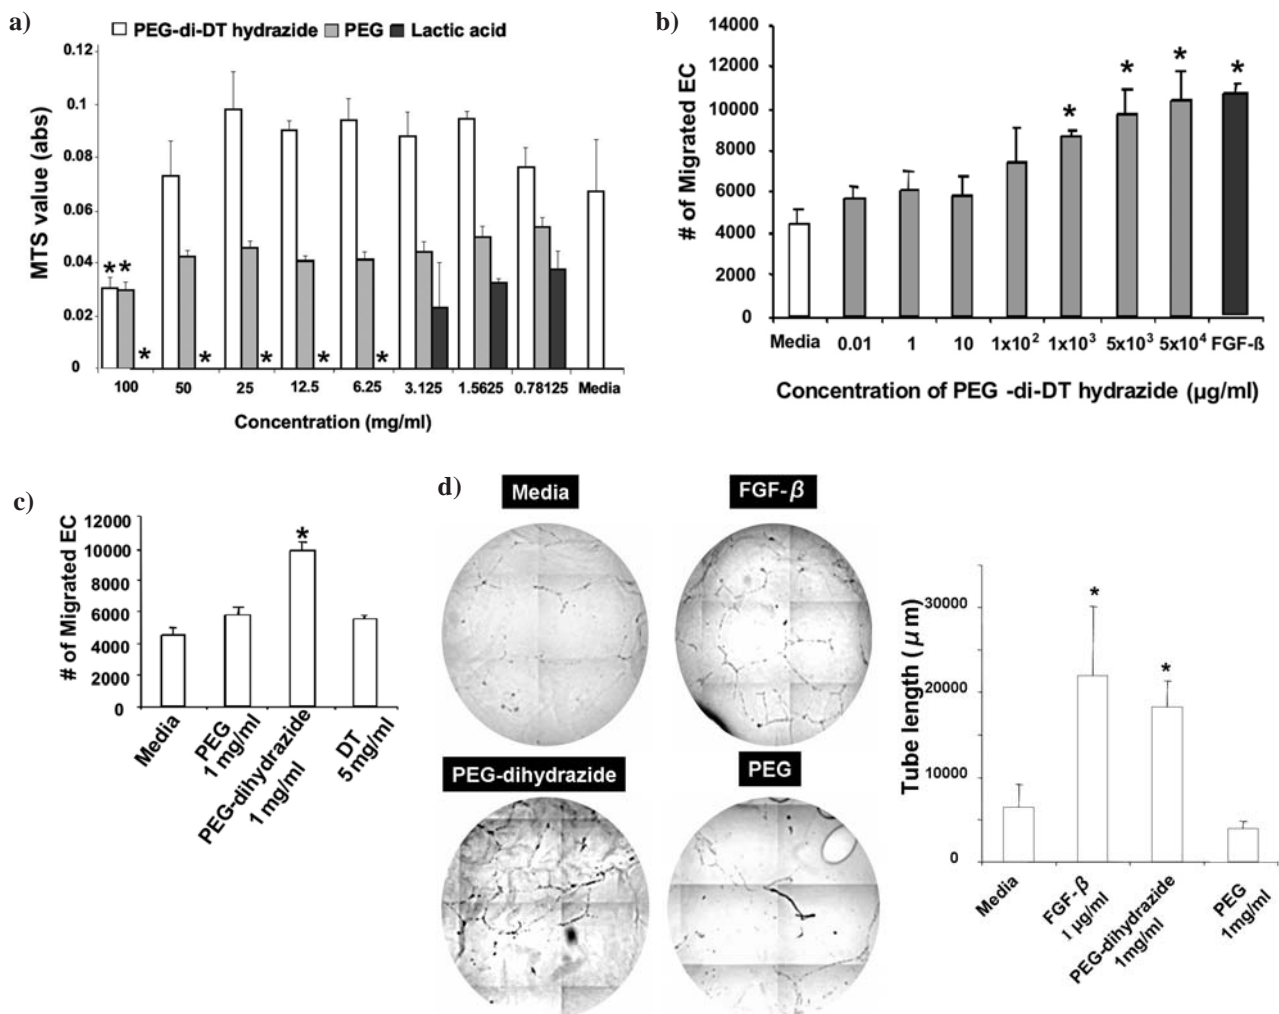 a)
PEG-di-DT hydrazide PEG Lactic acid
MTS value (abs)
0.12
0.1
0.08
0.06
0.04
0.02
0
* *
* * * * *
100 50 25 12.5 6.25 3.125 1.5625 0.78125 Media
Concentration (mg/ml)
b)
# of Migrated EC
14000
12000
10000
8000
6000
4000
2000
0
* * * *
Media 0.01 1 10 1x10² 1x10³ 5x10³ 5x10⁴ FGF-ß
Concentration of PEG -di-DT hydrazide (µg/ml)
c)
# of Migrated EC
12000
10000
8000
6000
4000
2000
0
*
Media
PEG
1 mg/ml
PEG-dihydrazide
1 mg/ml
DT
5 mg/ml
d)
Media
FGF-β
PEG-dihydrazide
PEG
Tube length (μm)
30000
20000
10000
0
* *
Media
FGF-β
1 µg/ml
PEG-dihydrazide
1mg/ml
PEG
1mg/ml